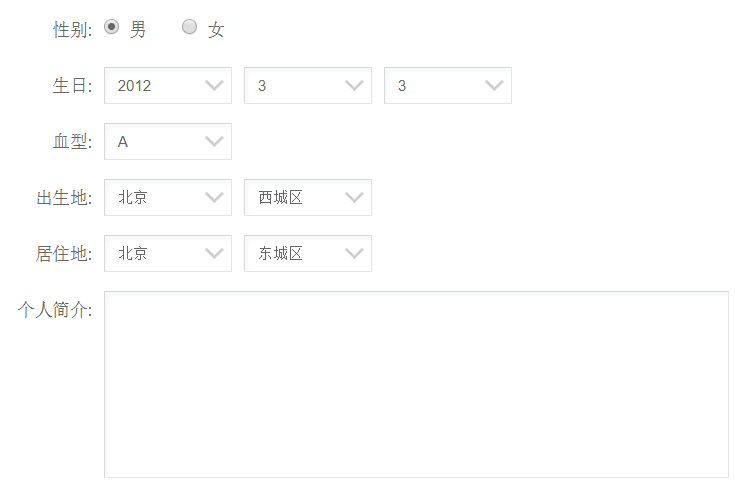 性别: 男 女
生日: 2012 3 3
血型: A
出生地: 北京 西城区
居住地: 北京 东城区
个人简介: